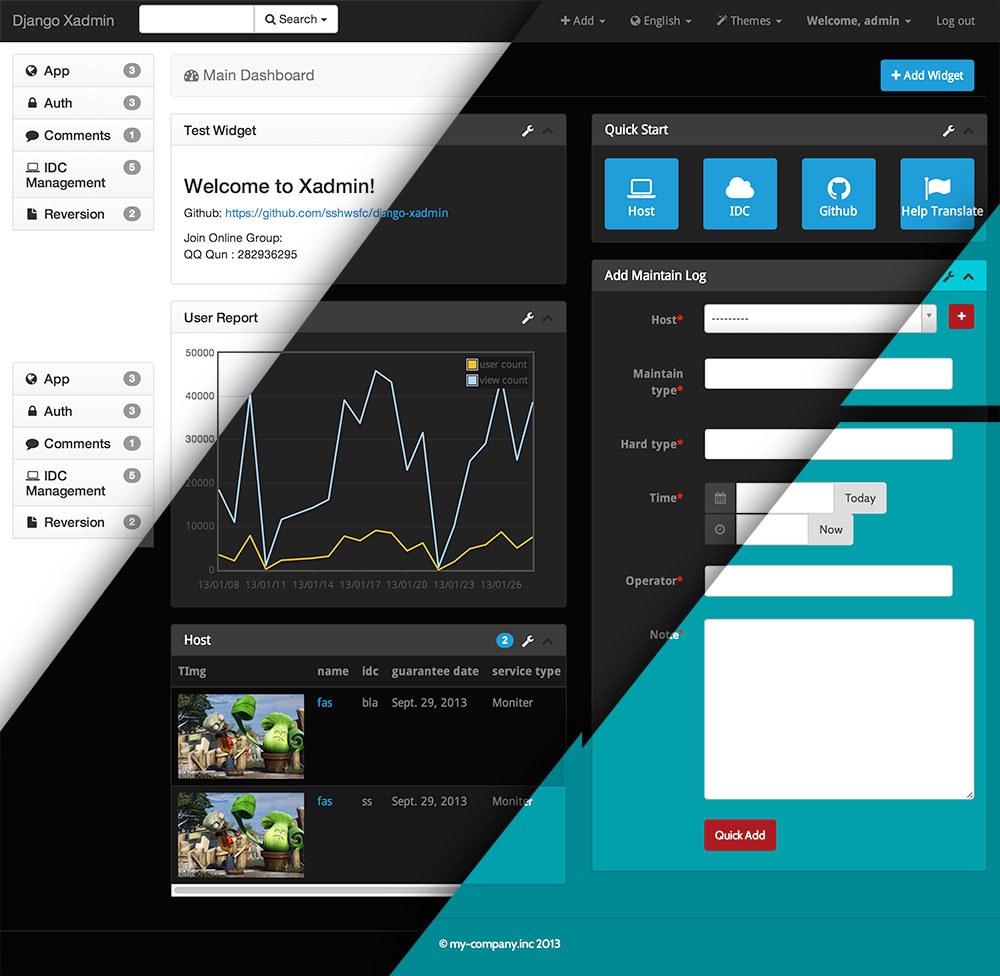 Django Xadmin
Search
Add
English
Themes
Welcome, admin
Log out
App 3
Auth 3
Comments 1
IDC Management 5
Reversion 2
Main Dashboard
Add Widget
Test Widget
Welcome to Xadmin!
Github: https://github.com/sshwsfc/django-xadmin
Join Online Group:
QQ Qun : 282936295
Quick Start
Host
IDC
Github
Help Translate
User Report
50000
40000
30000
20000
10000
0
user count
view count
13/01/08 13/01/11 13/01/14 13/01/17 13/01/20 13/01/23 13/01/26
App 3
Auth 3
Comments 1
IDC Management 5
Reversion 2
Host 2
TImg name idc guarantee date service type
fas bla Sept. 29, 2013 Moniter
fas ss Sept. 29, 2013 Moniter
Add Maintain Log
Host* ---------
Maintain
type*
Hard type*
Time* Today
Now
Operator*
Note*
Quick Add
© my-company.inc 2013